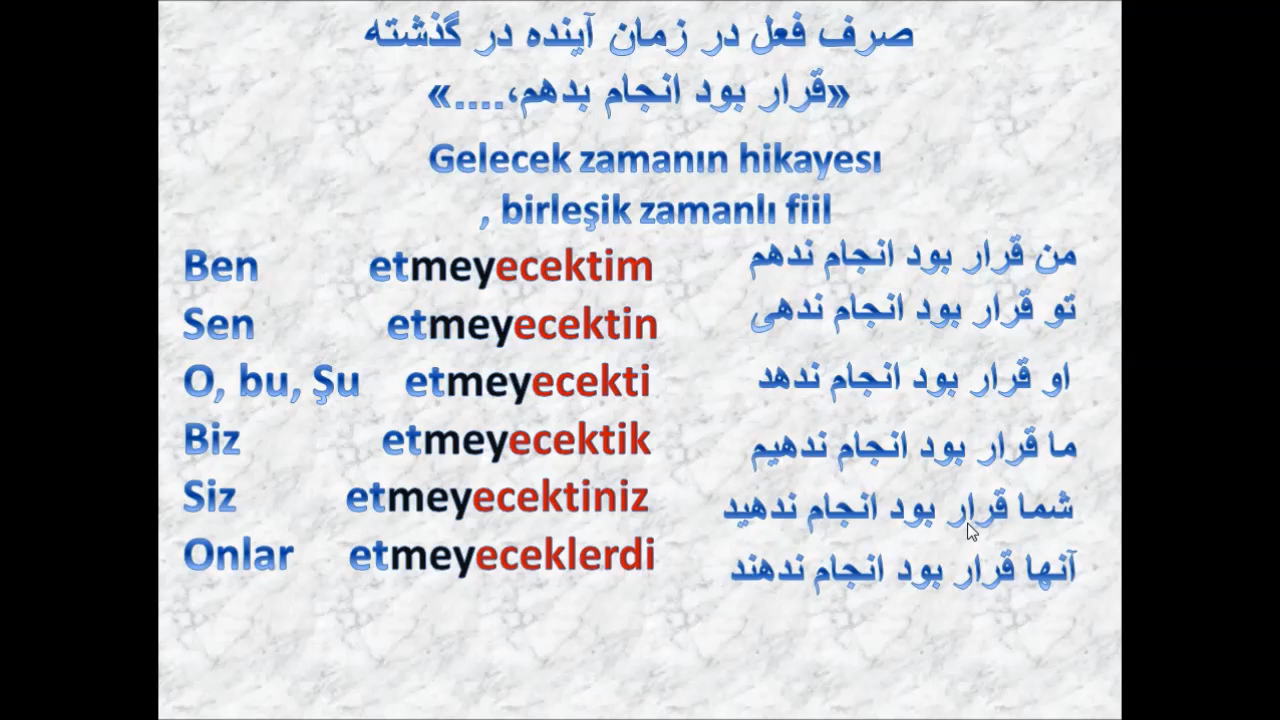 صرف فعل در زمان آینده در گذشته
«قرار بود انجام بدهم،....»
Gelecek zamanın hikayesı
, birleşik zamanlı fiil
Ben etmeyecektim من قرار بود انجام ندهم
Sen etmeyecektin تو قرار بود انجام ندهی
O, bu, Şu etmeyecekti او قرار بود انجام ندهد
Biz etmeyecektik ما قرار بود انجام ندهیم
Siz etmeyecektiniz شما قرار بود انجام ندهید
Onlar etmeyeceklerdi آنها قرار بود انجام ندهند